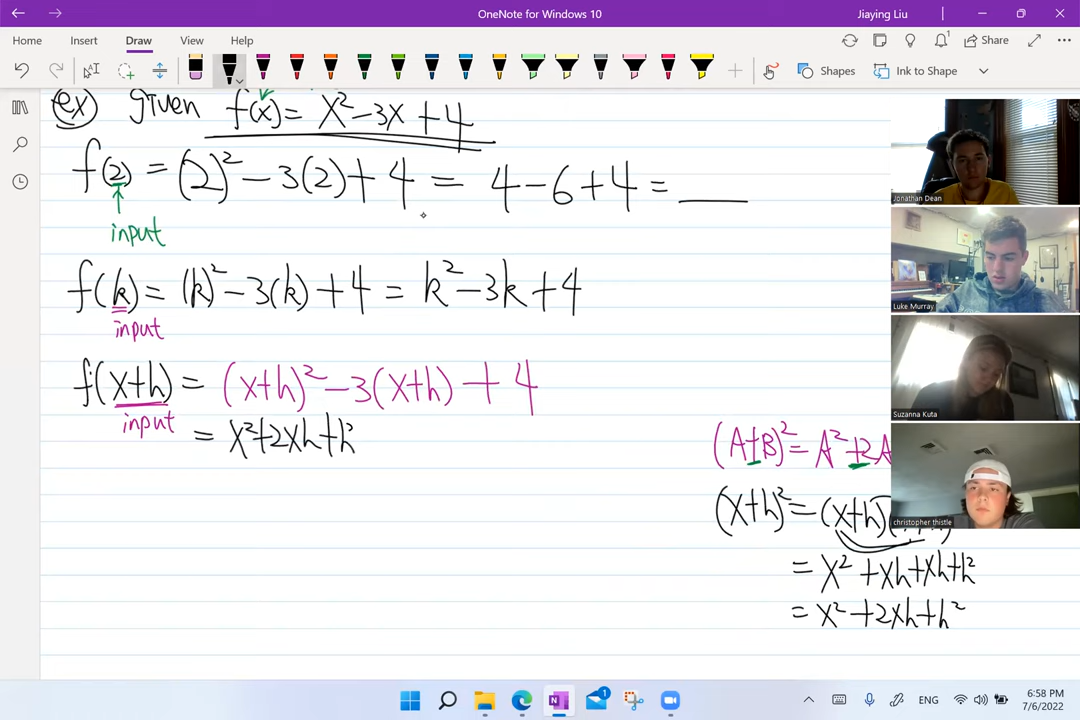 OneNote for Windows 10
Jiaying Liu
Home Insert Draw View Help
Share
Shapes
Ink to Shape
ex) given f(x) = x² - 3x + 4
f(2) = (2)² - 3(2) + 4 = 4 - 6 + 4 = ____
input
f(k) = (k)² - 3(k) + 4 = k² - 3k + 4
input
f(x+h) = (x+h)² - 3(x+h) + 4
input
= x² + 2xh + h²
(A+B)² = A² + 2A
(x+h)² = (x+h)(
= x² + xh + xh + h²
= x² + 2xh + h²
Jonathan Dean
Luke Murray
Suzanna Kuta
christopher thistle
1
ENG
6:58 PM
7/6/2022